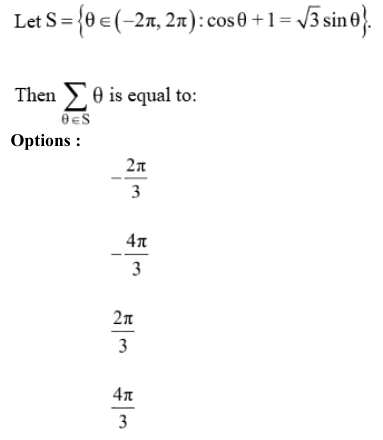 Let S = {θ ∈ (−2π, 2π) : cos θ + 1 = √3 sin θ}.
Then ∑ θ is equal to:
θ∈S
Options :
−2π/3
−4π/3
2π/3
4π/3